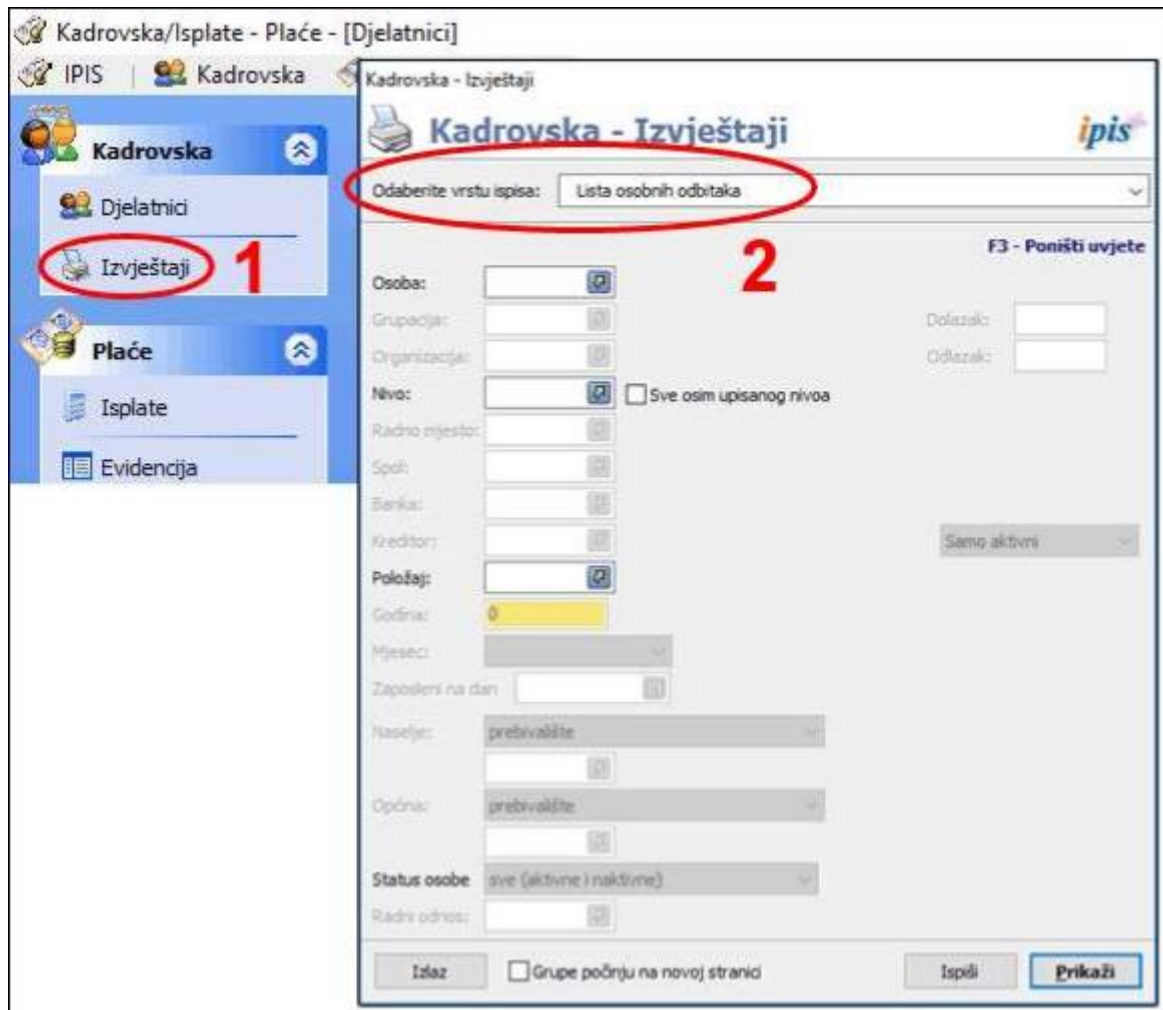 Kadrovska/Isplate - Plaće - [Djelatnici]
IPIS | Kadrovska
Kadrovska
Djelatnici
Izvještaji
1
Plaće
Isplate
Evidencija
Kadrovska - Izvještaji
Kadrovska - Izvještaji
ipis
Odaberite vrstu ispisa: Lista osobnih odbitaka
2
F3 - Poništi uvjete
Osoba:
Grupacija: Dolazak:
Organizacija: Odlazak:
Nivo: Sve osim upisanog nivoa
Radno mjesto:
Spol:
Banka:
Kreditor: Samo aktivni
Položaj:
Godina: 0
Mjesec:
Zaposleni na dan
Naselje: prebivalište
Općina: prebivalište
Status osobe sve (aktivne i naktivne)
Radni odnos:
Izlaz Grupe počinju na novoj stranici Ispiši Prikaži